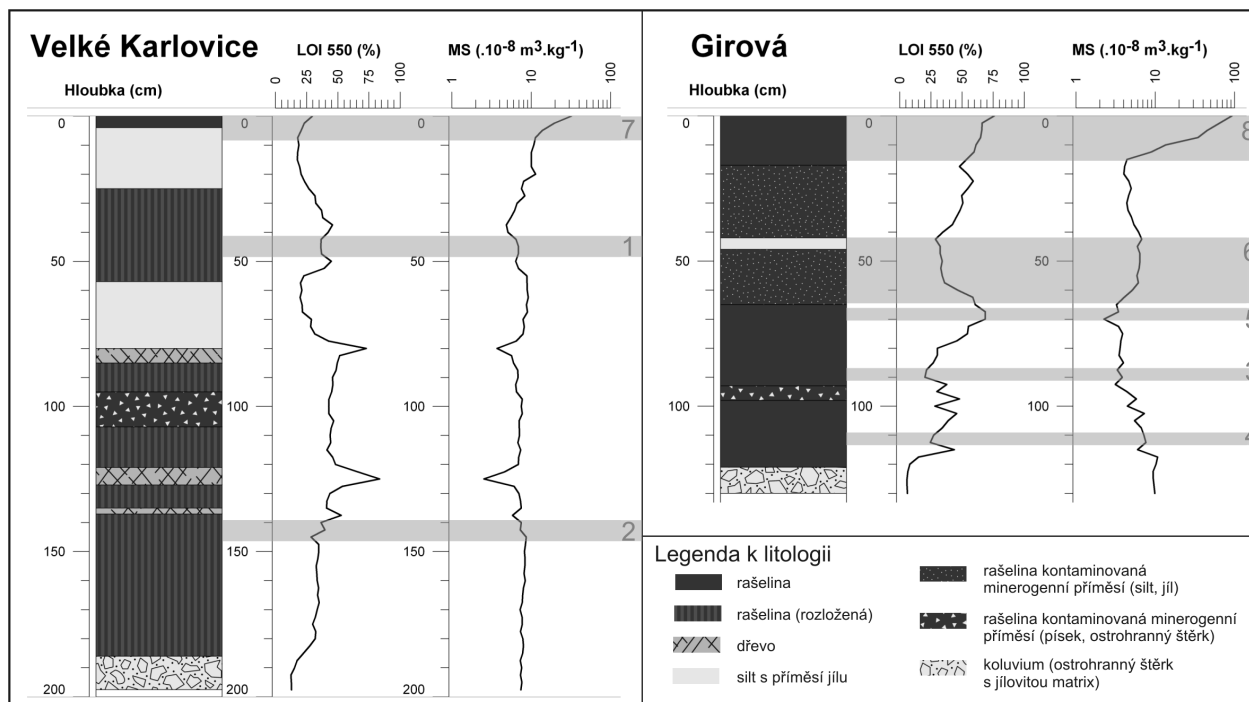 Velké Karlovice
LOI 550 (%)
MS (.10-8 m3.kg-1)
Hloubka (cm)
0 25 50 75 100
1 10 100
0 0 0
50 50 50
100 100 100
150 150 150
200 200 200
7
1
2
Girová
LOI 550 (%)
MS (.10-8 m3.kg-1)
Hloubka (cm)
0 25 50 75 100
1 10 100
0 0 0
50 50 50
100 100 100
8
6
5
3
4
Legenda k litologii
rašelina
rašelina (rozložená)
dřevo
silt s příměsí jílu
rašelina kontaminovaná
minerogenní příměsí (silt, jíl)
rašelina kontaminovaná minerogenní
příměsí (písek, ostrohranný štěrk)
koluvium (ostrohranný štěrk
s jílovitou matrix)